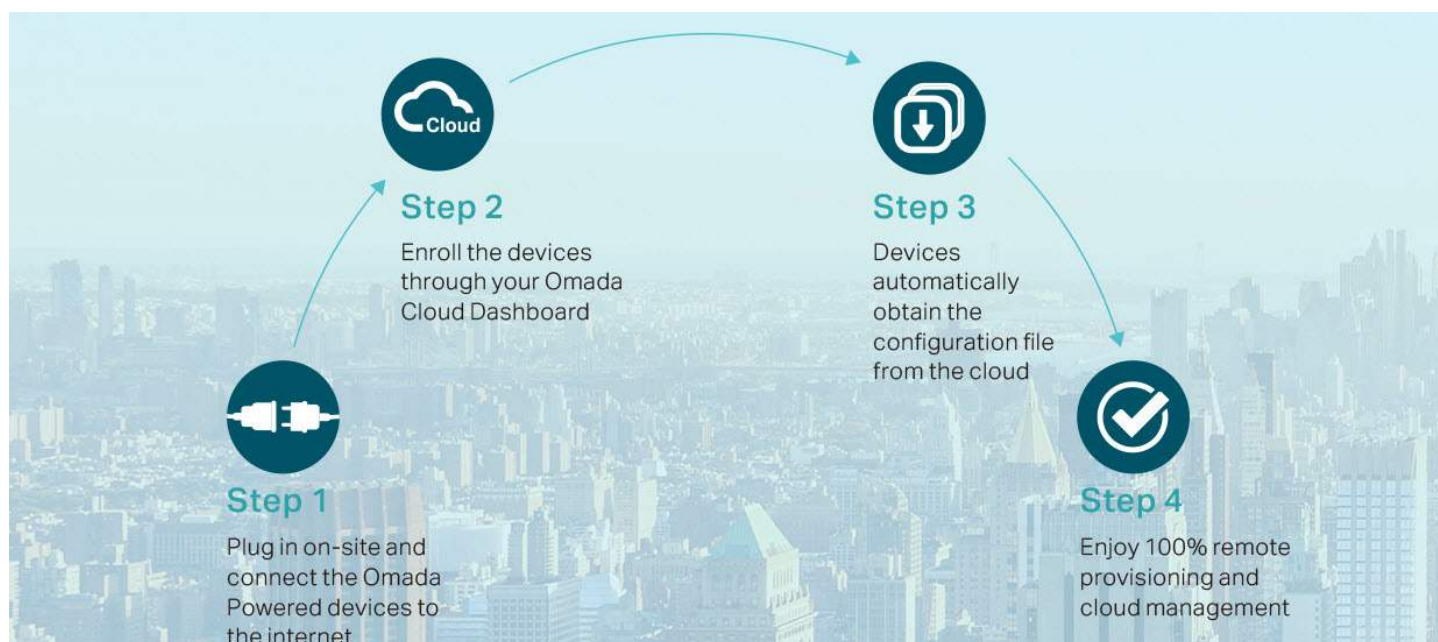 Cloud
Step 2
Enroll the devices
through your Omada
Cloud Dashboard
Step 3
Devices
automatically
obtain the
configuration file
from the cloud
Step 1
Plug in on-site and
connect the Omada
Powered devices to
the internet
Step 4
Enjoy 100% remote
provisioning and
cloud management